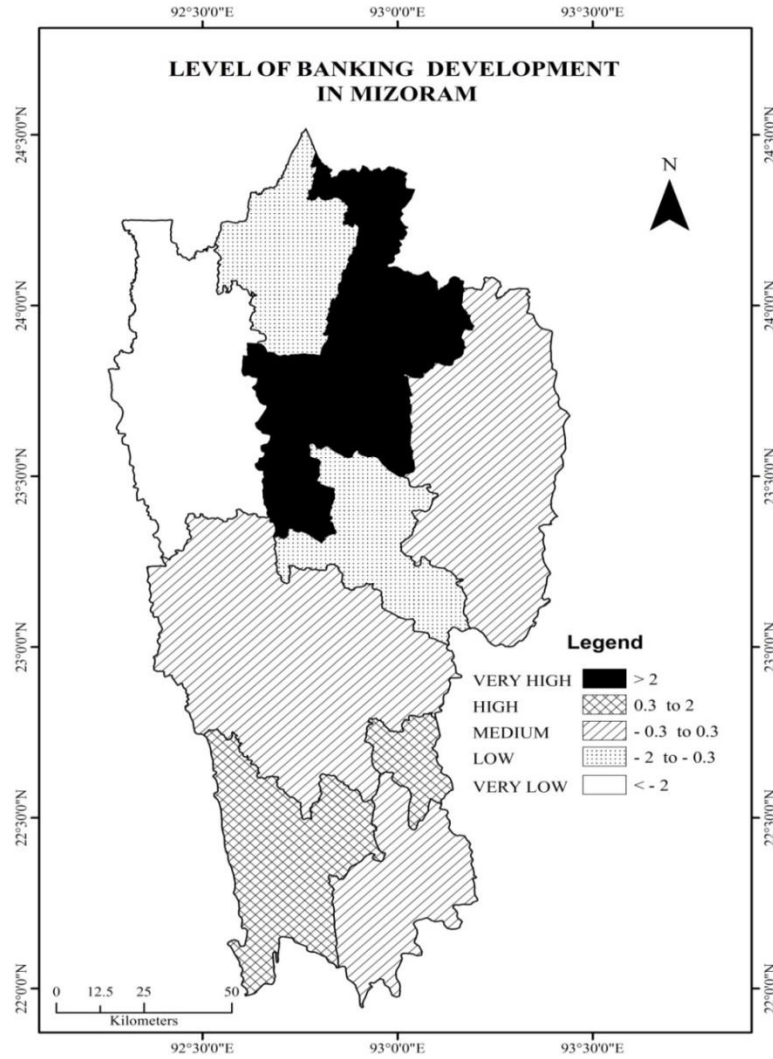 92°30'0"E 93°0'0"E 93°30'0"E
LEVEL OF BANKING DEVELOPMENT
IN MIZORAM
24°30'0"N 24°30'0"N
N
24°0'0"N 24°0'0"N
23°30'0"N 23°30'0"N
23°0'0"N 23°0'0"N
Legend
VERY HIGH > 2
HIGH 0.3 to 2
MEDIUM - 0.3 to 0.3
LOW - 2 to - 0.3
VERY LOW < - 2
22°30'0"N 22°30'0"N
22°0'0"N 22°0'0"N
0 12.5 25 50
Kilometers
92°30'0"E 93°0'0"E 93°30'0"E